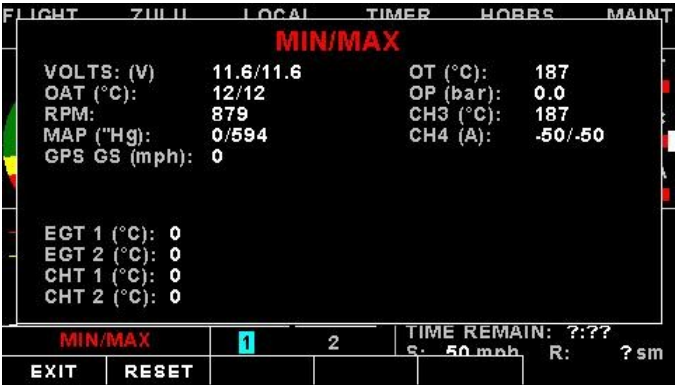 FLIGHT ZULU LOCAL TIMER HOBBS MAINT
MIN/MAX
VOLTS: (V) 11.6/11.6 OT (°C): 187
OAT (°C): 12/12 OP (bar): 0.0
RPM: 879 CH3 (°C): 187
MAP ("Hg): 0/594 CH4 (A): -50/-50
GPS GS (mph): 0
EGT 1 (°C): 0
EGT 2 (°C): 0
CHT 1 (°C): 0
CHT 2 (°C): 0
MIN/MAX 1 2 TIME REMAIN: ?:??
S: 50 mph R: ? sm
EXIT RESET